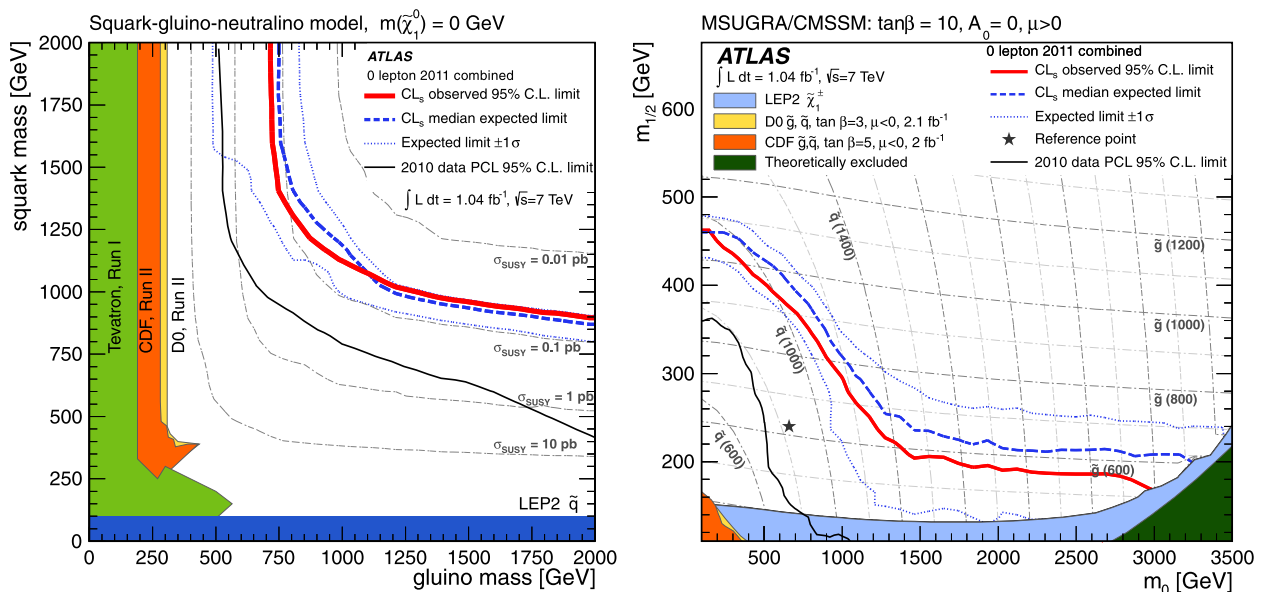 Squark-gluino-neutralino model, m(χ̃₁⁰) = 0 GeV
squark mass [GeV]
2000
1750
1500
1250
1000
750
500
250
0
ATLAS
0 lepton 2011 combined
CLₛ observed 95% C.L. limit
CLₛ median expected limit
Expected limit ±1σ
2010 data PCL 95% C.L. limit
∫ L dt = 1.04 fb⁻¹, √s=7 TeV
Tevatron, Run I
CDF, Run II
D0, Run II
σ_SUSY = 0.01 pb
σ_SUSY = 0.1 pb
σ_SUSY = 1 pb
σ_SUSY = 10 pb
LEP2 q̃
0 250 500 750 1000 1250 1500 1750 2000
gluino mass [GeV]
MSUGRA/CMSSM: tanβ = 10, A₀= 0, μ>0
m₁/₂ [GeV]
600
500
400
300
200
ATLAS
∫ L dt = 1.04 fb⁻¹, √s=7 TeV
LEP2 χ̃₁±
D0 g̃, q̃, tan β=3, μ<0, 2.1 fb⁻¹
CDF g̃,q̃, tan β=5, μ<0, 2 fb⁻¹
Theoretically excluded
0 lepton 2011 combined
CLₛ observed 95% C.L. limit
CLₛ median expected limit
Expected limit ±1σ
Reference point
2010 data PCL 95% C.L. limit
q̃ (1400)
q̃ (1000)
q̃ (600)
g̃ (1200)
g̃ (1000)
g̃ (800)
g̃ (600)
500 1000 1500 2000 2500 3000 3500
m₀ [GeV]